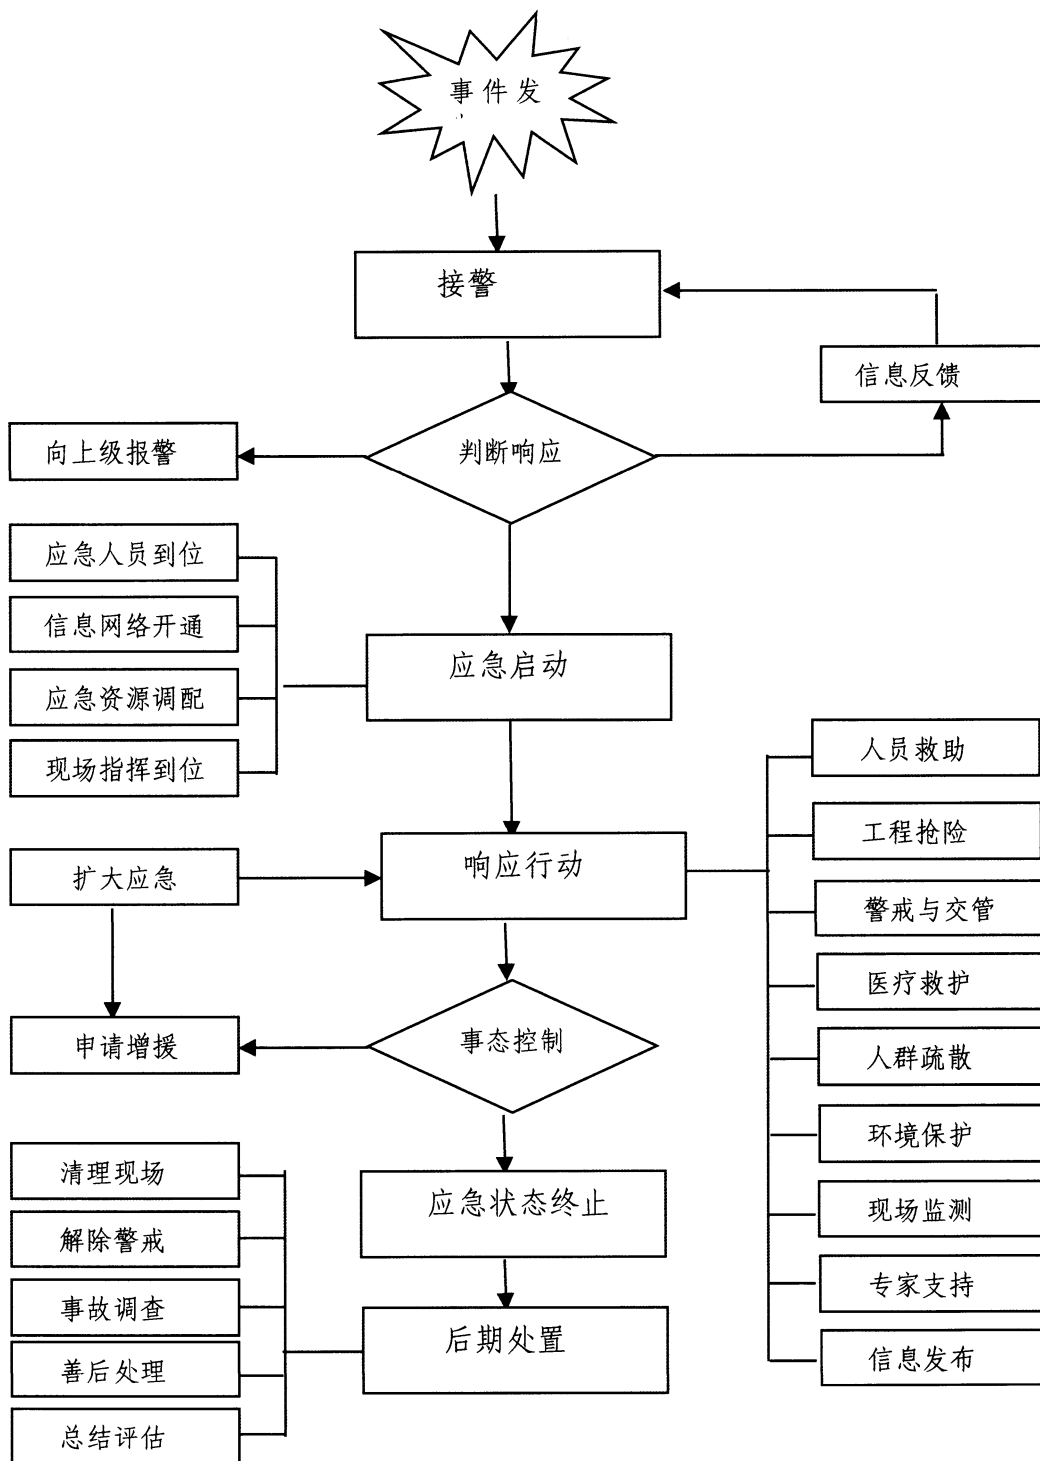 事件发
接警
信息反馈
向上级报警
判断响应
应急人员到位
信息网络开通
应急启动
应急资源调配
现场指挥到位
人员救助
工程抢险
扩大应急
响应行动
警戒与交管
医疗救护
申请增援
事态控制
人群疏散
环境保护
清理现场
应急状态终止
现场监测
解除警戒
专家支持
事故调查
后期处置
信息发布
善后处理
总结评估